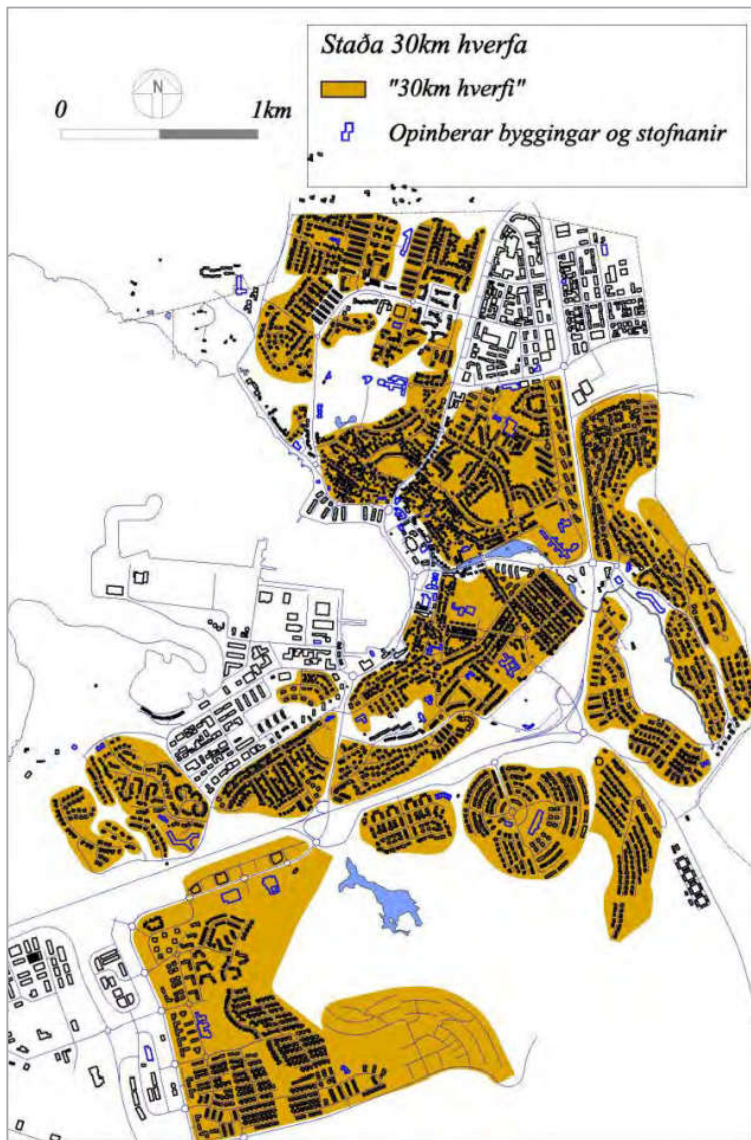 Staða 30km hverfa
"30km hverfi"
Opinberar byggingar og stofnanir
N
0 1km